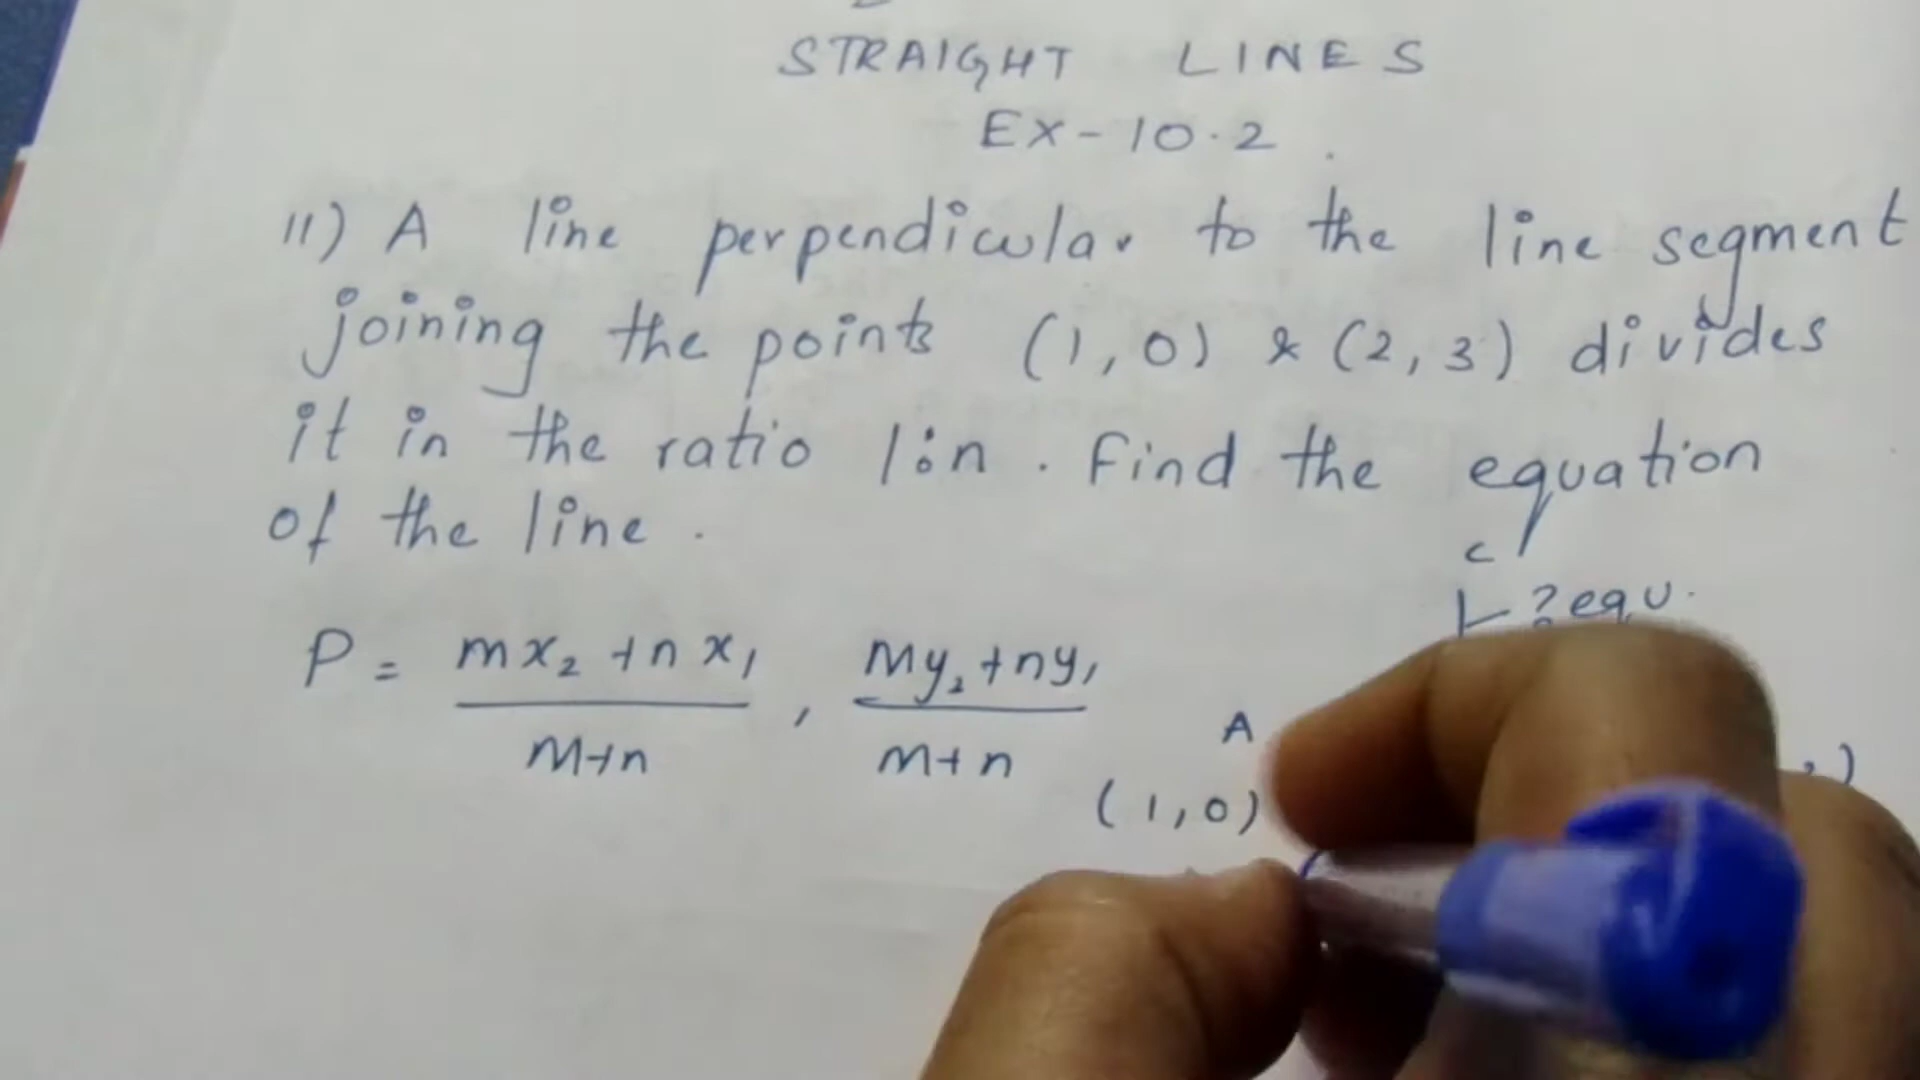 STRAIGHT LINES
EX-10.2.
11) A line perpendicular to the line segment
joining the points (1,0) & (2,3) divides
it in the ratio 1:n. Find the equation
of the line.
C
? equ.
P = mx₂+nx₁/m+n, my₂+ny₁/m+n
A
(1,0)